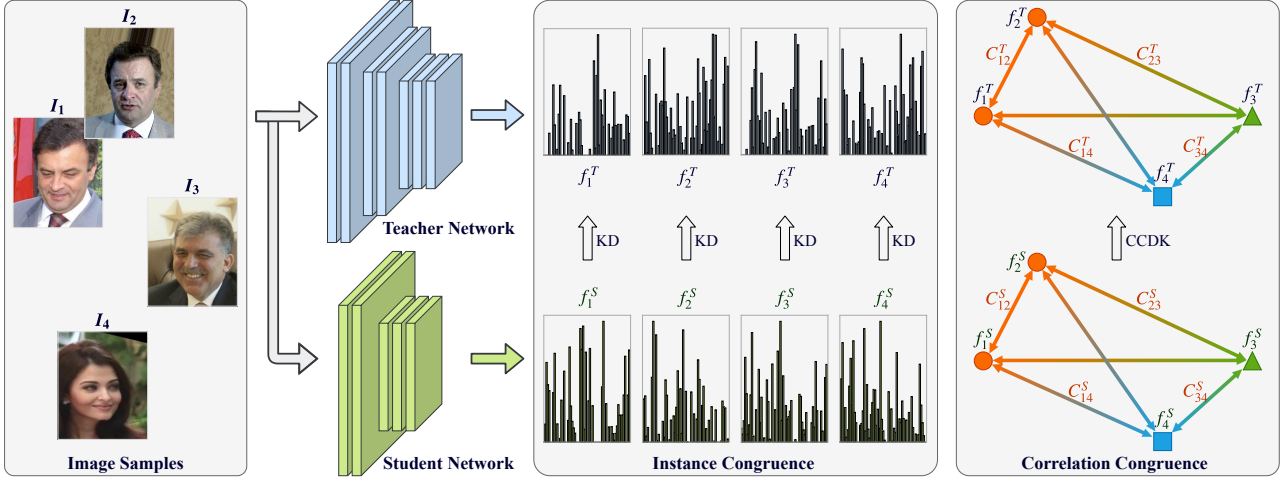 I₂
I₁
I₃
I₄
Image Samples
Teacher Network
Student Network
f₁ᵀ f₂ᵀ f₃ᵀ f₄ᵀ
KD KD KD KD
f₁ˢ f₂ˢ f₃ˢ f₄ˢ
Instance Congruence
f₂ᵀ
C₁₂ᵀ C₂₃ᵀ
f₁ᵀ f₃ᵀ
C₁₄ᵀ C₃₄ᵀ
f₄ᵀ
CCDK
f₂ˢ
C₁₂ˢ C₂₃ˢ
f₁ˢ f₃ˢ
C₁₄ˢ C₃₄ˢ
f₄ˢ
Correlation Congruence